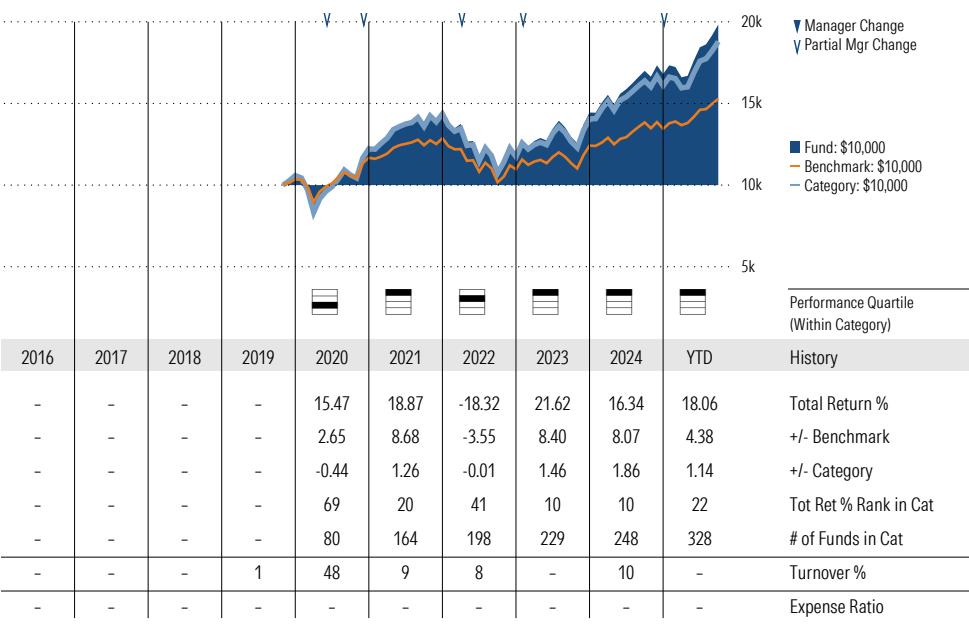 20k
Manager Change
Partial Mgr Change
15k
Fund: $10,000
Benchmark: $10,000
Category: $10,000
10k
5k
Performance Quartile
(Within Category)
2016 2017 2018 2019 2020 2021 2022 2023 2024 YTD History
– – – – 15.47 18.87 -18.32 21.62 16.34 18.06 Total Return %
– – – – 2.65 8.68 -3.55 8.40 8.07 4.38 +/- Benchmark
– – – – -0.44 1.26 -0.01 1.46 1.86 1.14 +/- Category
– – – – 69 20 41 10 10 22 Tot Ret % Rank in Cat
– – – – 80 164 198 229 248 328 # of Funds in Cat
– – – 1 48 9 8 – 10 – Turnover %
– – – – – – – – – – Expense Ratio